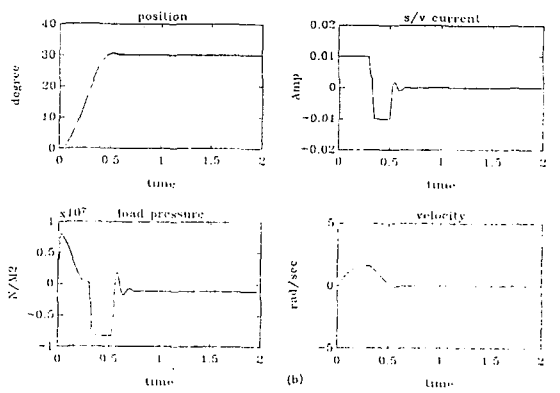 position
40
30
20
10
0
degree
0 0.5 1 1.5 2
time
s/v current
0.02
0.01
0
-0.01
-0.02
Amp
0 0.5 1 1.5 2
time
x10⁷ load pressure
1
0.5
0
-0.5
-1
N/M2
0 0.5 1 1.5 2
time
velocity
5
0
-5
rad/sec
0 0.5 1 1.5 2
time
(b)